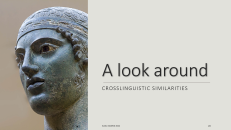 A look around
CROSSLINGUISTIC SIMILARITIES